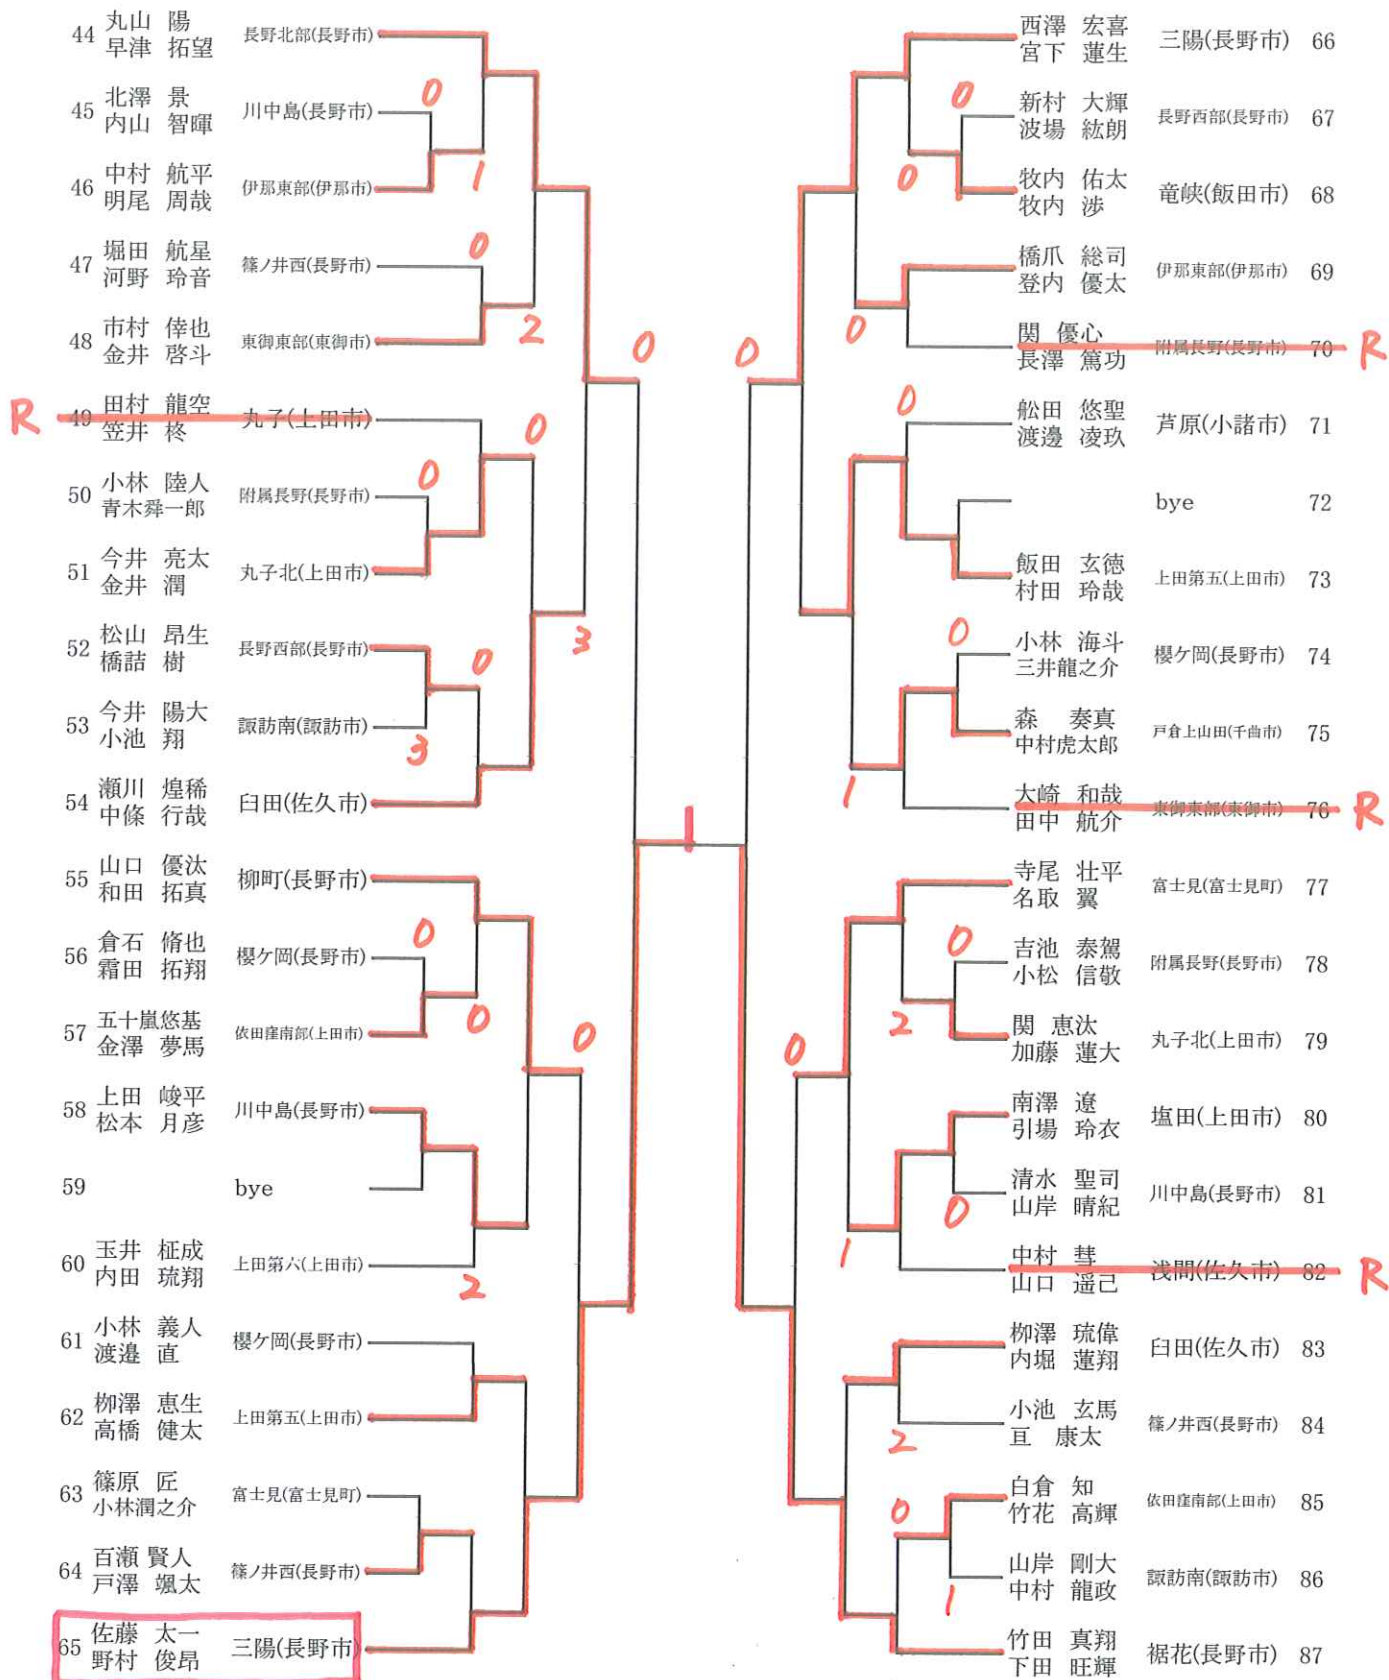 44 丸山 陽 長野北部(長野市)
早津 拓望
45 北澤 景 川中島(長野市)
内山 智暉
46 中村 航平 伊那東部(伊那市)
明尾 周哉
47 堀田 航星 篠ノ井西(長野市)
河野 玲音
48 市村 倖也 東御東部(東御市)
金井 啓斗
R 49 田村 龍空 丸子(上田市)
笠井 柊
50 小林 陸人 附属長野(長野市)
青木舜一郎
51 今井 亮太 丸子北(上田市)
金井 潤
52 松山 昂生 長野西部(長野市)
橋詰 樹
53 今井 陽大 諏訪南(諏訪市)
小池 翔
54 瀬川 煌稀 臼田(佐久市)
中條 行哉
55 山口 優汰 柳町(長野市)
和田 拓真
56 倉石 脩也 櫻ケ岡(長野市)
霜田 拓翔
57 五十嵐悠基 依田窪南部(上田市)
金澤 夢馬
58 上田 峻平 川中島(長野市)
松本 月彦
59 bye
60 玉井 柾成 上田第六(上田市)
内田 琉翔
61 小林 義人 櫻ケ岡(長野市)
渡邉 直
62 栁澤 恵生 上田第五(上田市)
高橋 健太
63 篠原 匠 富士見(富士見町)
小林潤之介
64 百瀬 賢人 篠ノ井西(長野市)
戸澤 颯太
65 佐藤 太一 三陽(長野市)
野村 俊昂
0
1
0
2
0
0
0
3
3
0
0
0
0
2
1
西澤 宏喜 三陽(長野市) 66
宮下 蓮生
新村 大輝 長野西部(長野市) 67
波場 紘朗
牧内 佑太 竜峡(飯田市) 68
牧内 渉
橋爪 総司 伊那東部(伊那市) 69
登内 優太
関 優心 附属長野(長野市) 70 R
長澤 篤功
舩田 悠聖 芦原(小諸市) 71
渡邊 凌玖
bye 72
飯田 玄徳 上田第五(上田市) 73
村田 玲哉
小林 海斗 櫻ケ岡(長野市) 74
三井龍之介
森 奏真 戸倉上山田(千曲市) 75
中村虎太郎
大崎 和哉 東御東部(東御市) 76 R
田中 航介
寺尾 壮平 富士見(富士見町) 77
名取 翼
吉池 泰駕 附属長野(長野市) 78
小松 信敬
関 恵汰 丸子北(上田市) 79
加藤 蓮大
南澤 遼 塩田(上田市) 80
引場 玲衣
清水 聖司 川中島(長野市) 81
山岸 晴紀
中村 彗 浅間(佐久市) 82 R
山口 遥己
栁澤 琉偉 臼田(佐久市) 83
内堀 蓮翔
小池 玄馬 篠ノ井西(長野市) 84
亘 康太
白倉 知 依田窪南部(上田市) 85
竹花 高輝
山岸 剛大 諏訪南(諏訪市) 86
中村 龍政
竹田 真翔 裾花(長野市) 87
下田 旺輝
0
0
0
0
0
0
1
0
2
0
0
1
2
0
1